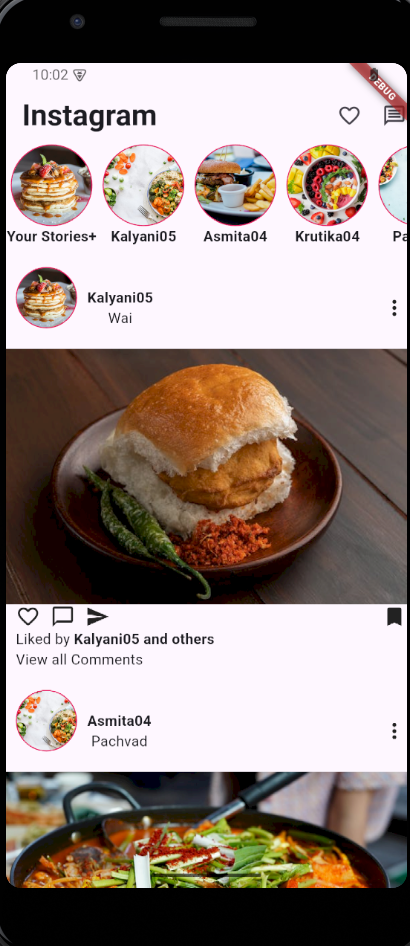 10:02
DEBUG
Instagram
Your Stories+ Kalyani05 Asmita04 Krutika04 Pa
Kalyani05
Wai
Liked by Kalyani05 and others
View all Comments
Asmita04
Pachvad